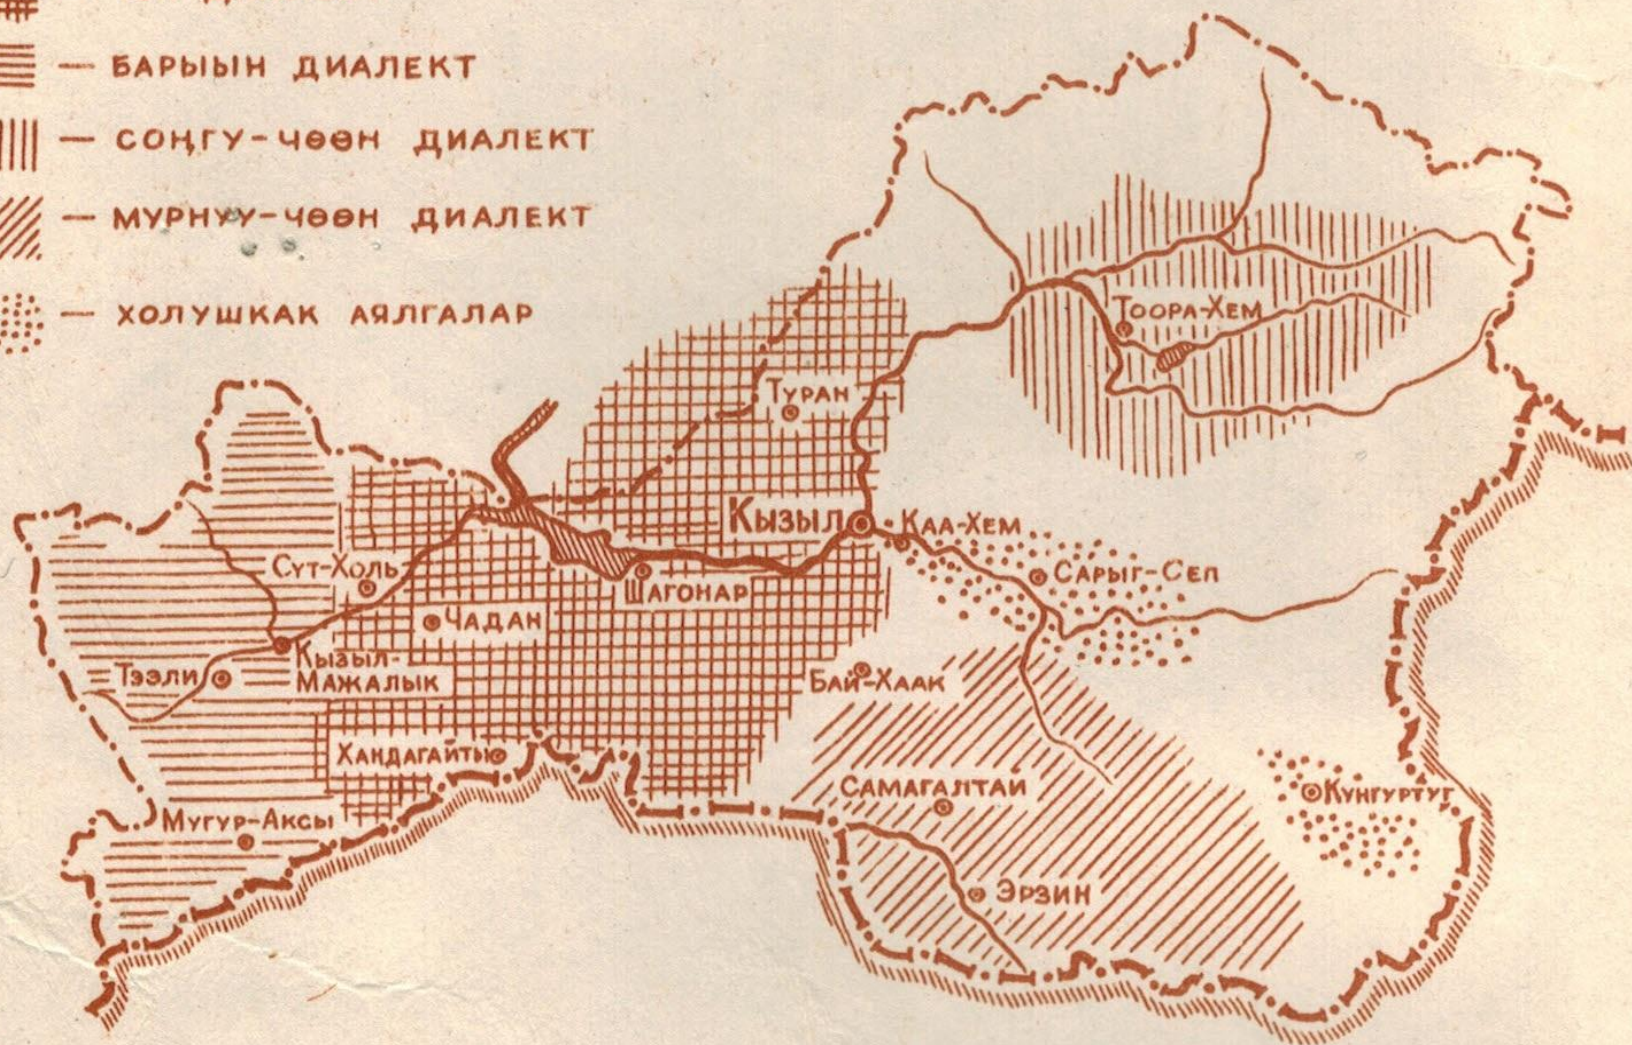 — БАРЫЫН ДИАЛЕКТ
— СОҢГУ-ЧӨӨН ДИАЛЕКТ
— МУРНУУ-ЧӨӨН ДИАЛЕКТ
— ХОЛУШКАК АЯЛГАЛАР
ТООРА-ХЕМ
ТУРАН
КЫЗЫЛ
КАА-ХЕМ
СҮТ-ХОЛЬ
САРЫГ-СЕП
ШАГОНАР
ЧАДАН
КЫЗЫЛ-
МАЖАЛЫК
ТЭЭЛИ
БАЙ-ХААК
ХАНДАГАЙТЫ
САМАГАЛТАЙ
КУНГУРТУГ
МУГУР-АКСЫ
ЭРЗИН